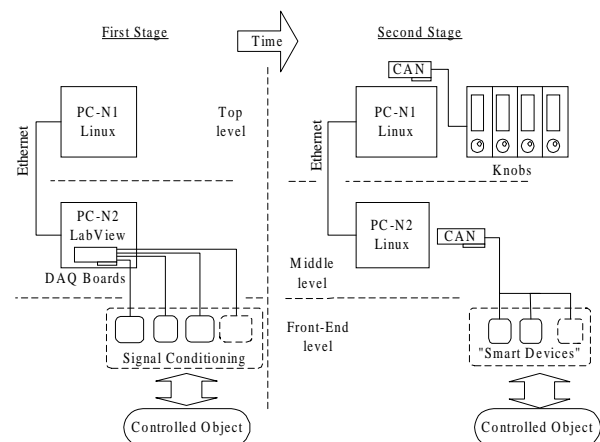 First Stage
Time
Second Stage
CAN
PC-N1
Linux
Top
level
PC-N1
Linux
Ethernet
Ethernet
Knobs
PC-N2
LabView
DAQ Boards
PC-N2
Linux
CAN
Middle
level
Front-End
level
Signal Conditioning
"Smart Devices"
Controlled Object
Controlled Object